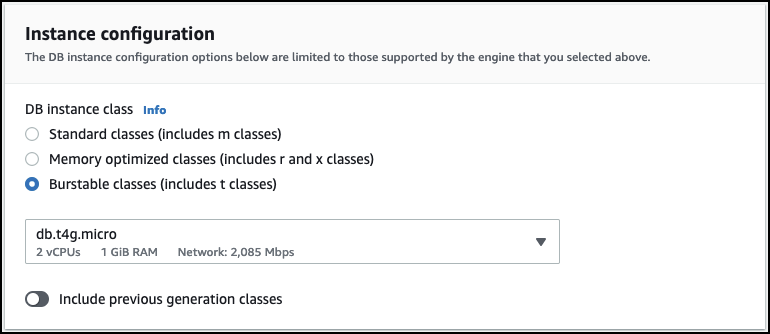 Instance configuration
The DB instance configuration options below are limited to those supported by the engine that you selected above.
DB instance class Info
Standard classes (includes m classes)
Memory optimized classes (includes r and x classes)
Burstable classes (includes t classes)
db.t4g.micro
2 vCPUs 1 GiB RAM Network: 2,085 Mbps
Include previous generation classes